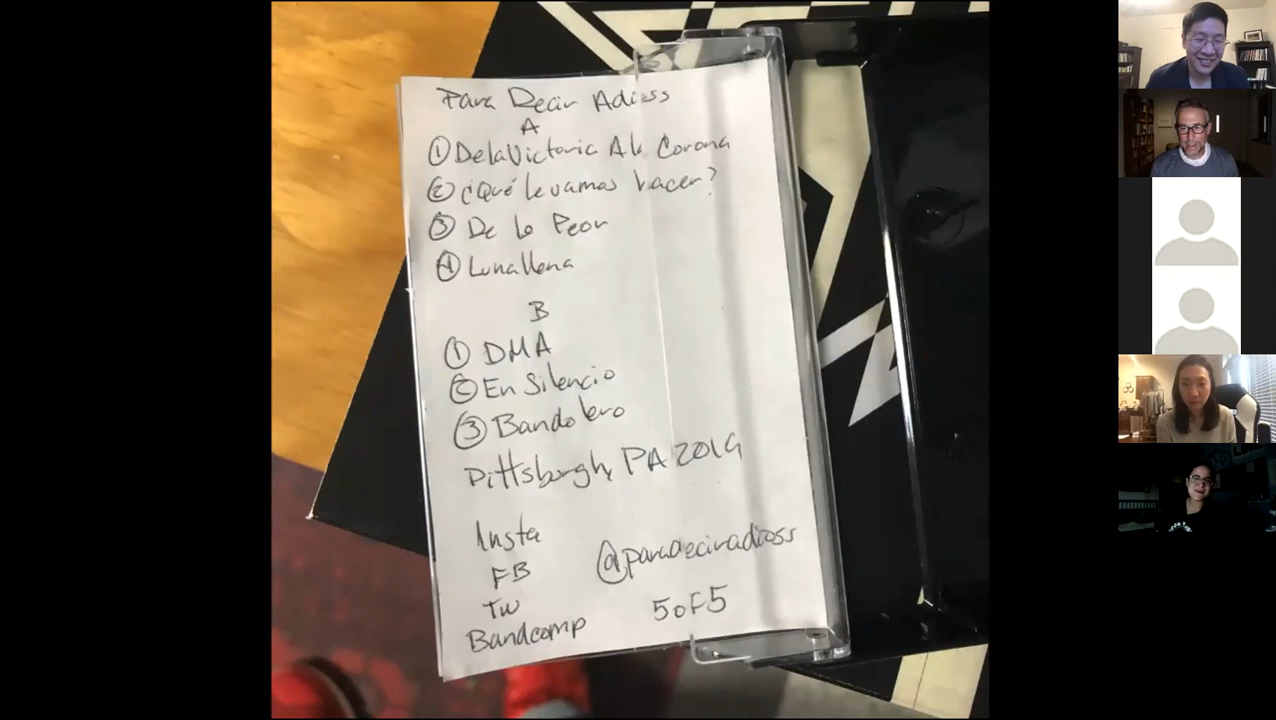 Para Decir Adioss
A
① De la Victoria A la Corona
② ¿Qué le vamos hacer?
③ De lo Peor
④ Luna llena
B
① DMA
② En Silencio
③ Bandolero
Pittsburgh, PA 2019
Insta
FB @paradeciradioss
Tw
Bandcamp 5 of 5